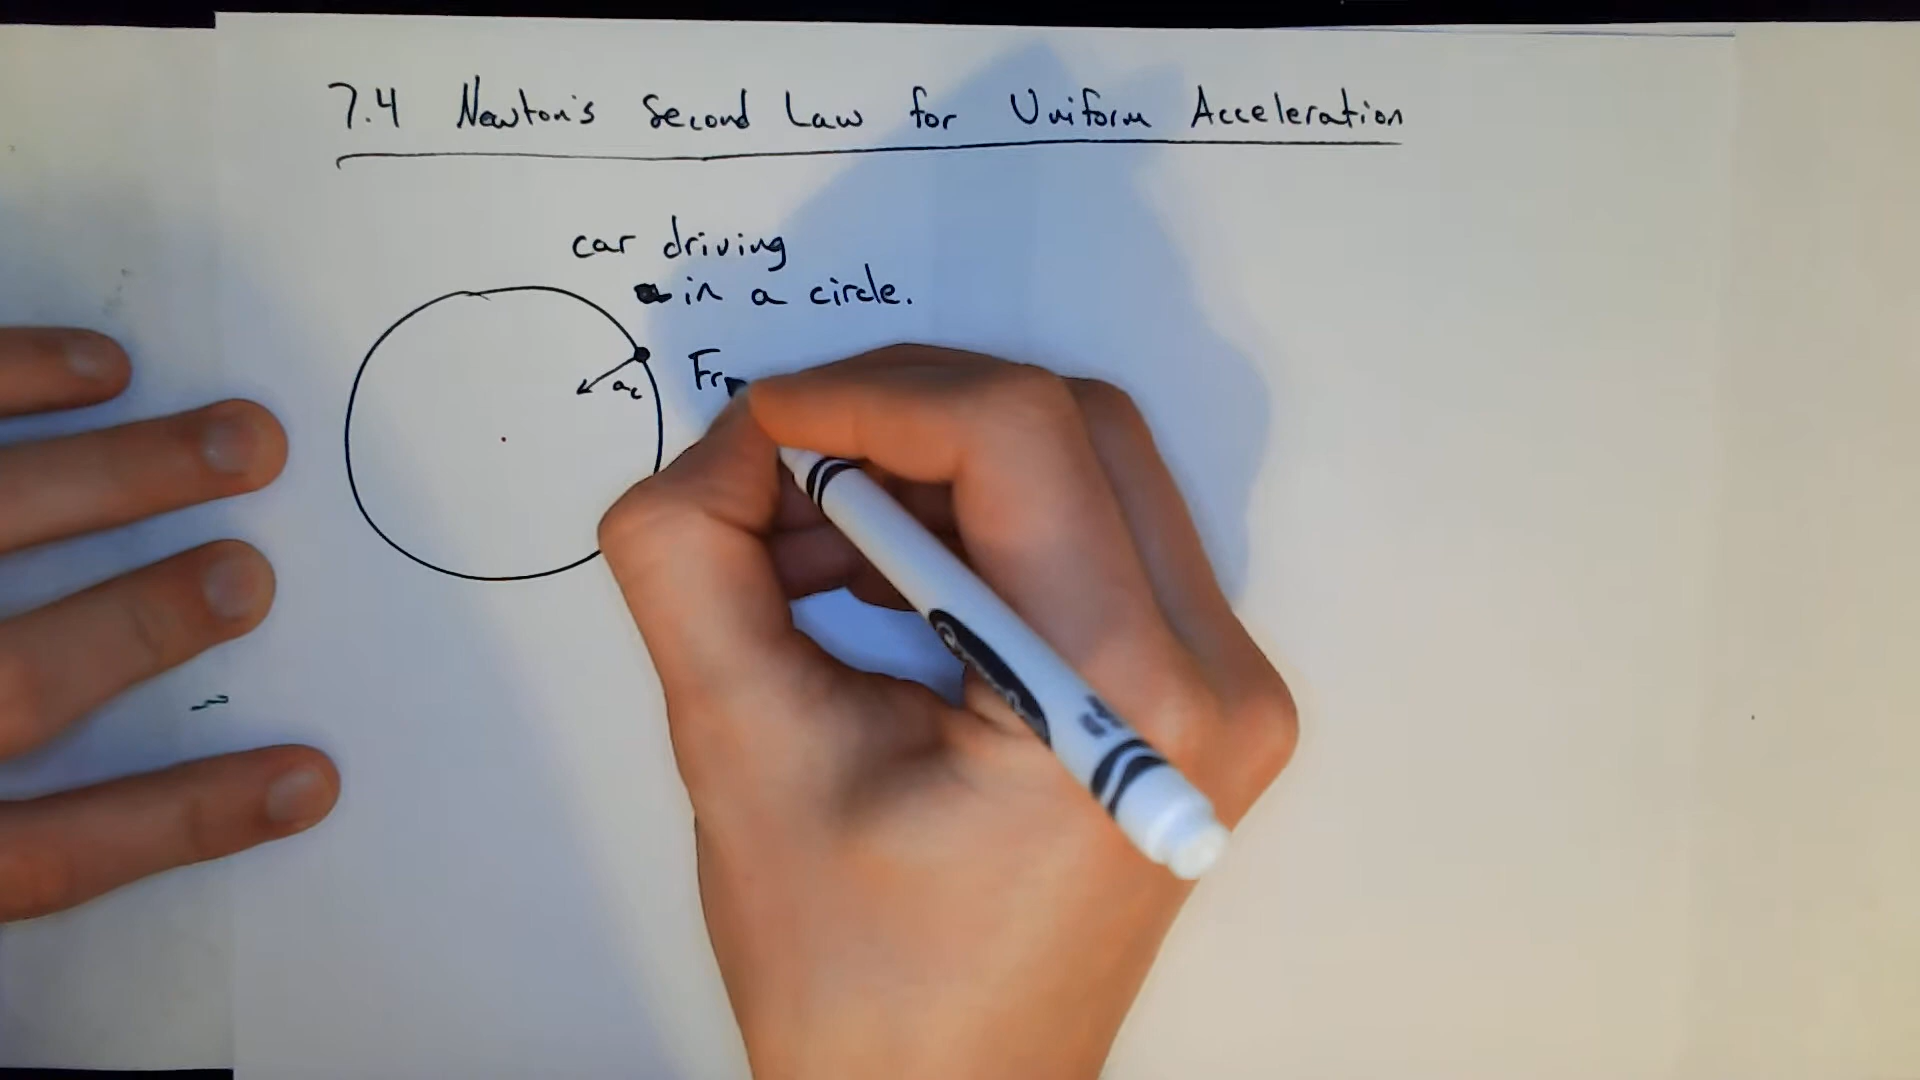 7.4 Newton's Second Law for Uniform Acceleration
car driving
in a circle.
Fr
ac